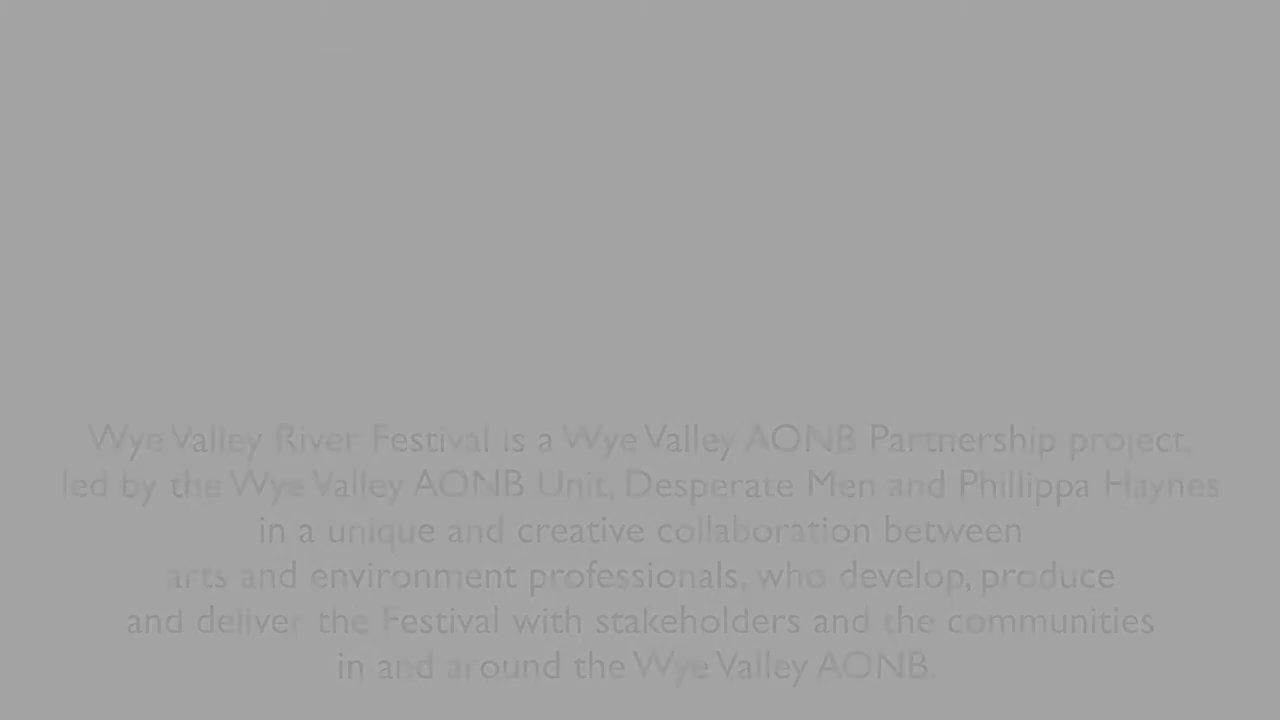 Wye Valley River Festival is a Wye Valley AONB Partnership project,
led by the Wye Valley AONB Unit, Desperate Men and Phillippa Haynes
in a unique and creative collaboration between
arts and environment professionals, who develop, produce
and deliver the Festival with stakeholders and the communities
in and around the Wye Valley AONB.